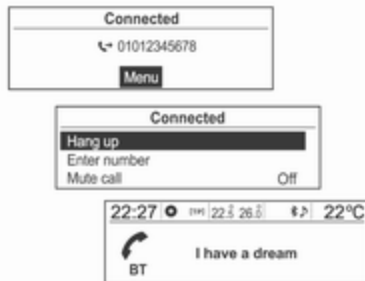 Connected
01012345678
Menu
Connected
Hang up
Enter number
Mute call Off
22:27 22.5 26.0 22°C
I have a dream
BT